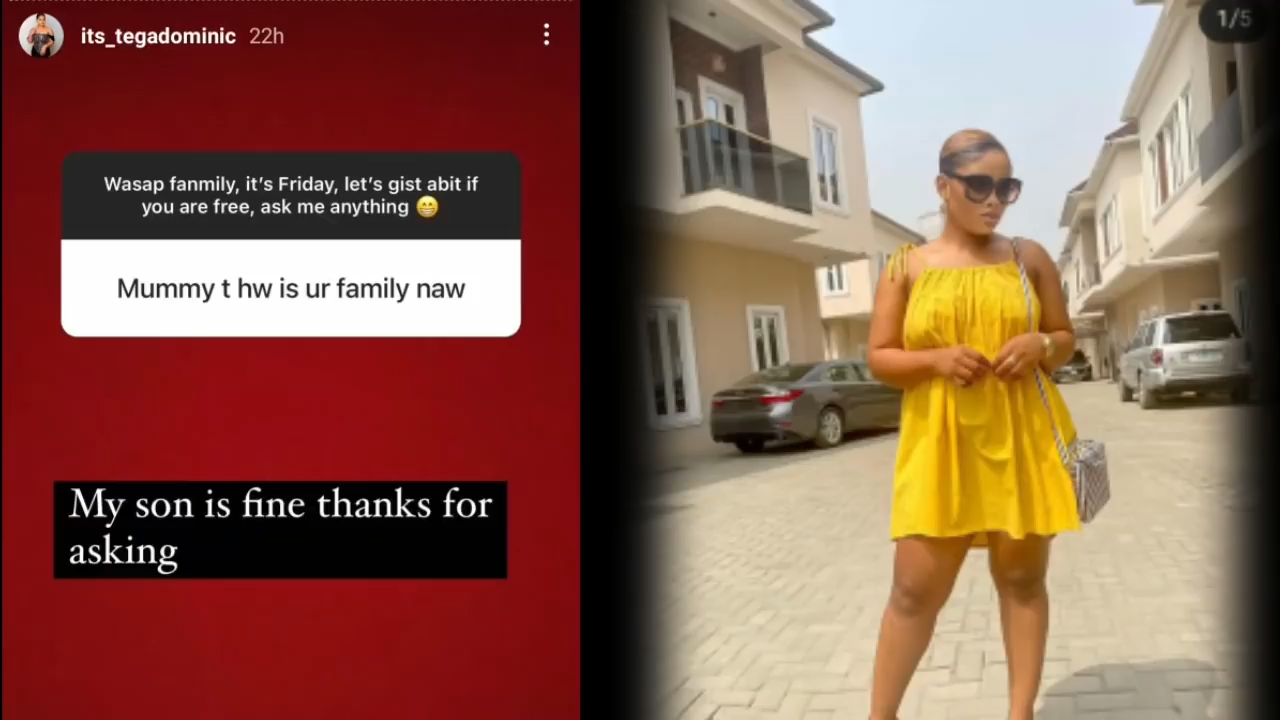 its_tegadominic 22h
Wasap fanmily, it's Friday, let's gist abit if
you are free, ask me anything 😁
Mummy t hw is ur family naw
My son is fine thanks for
asking
1/5